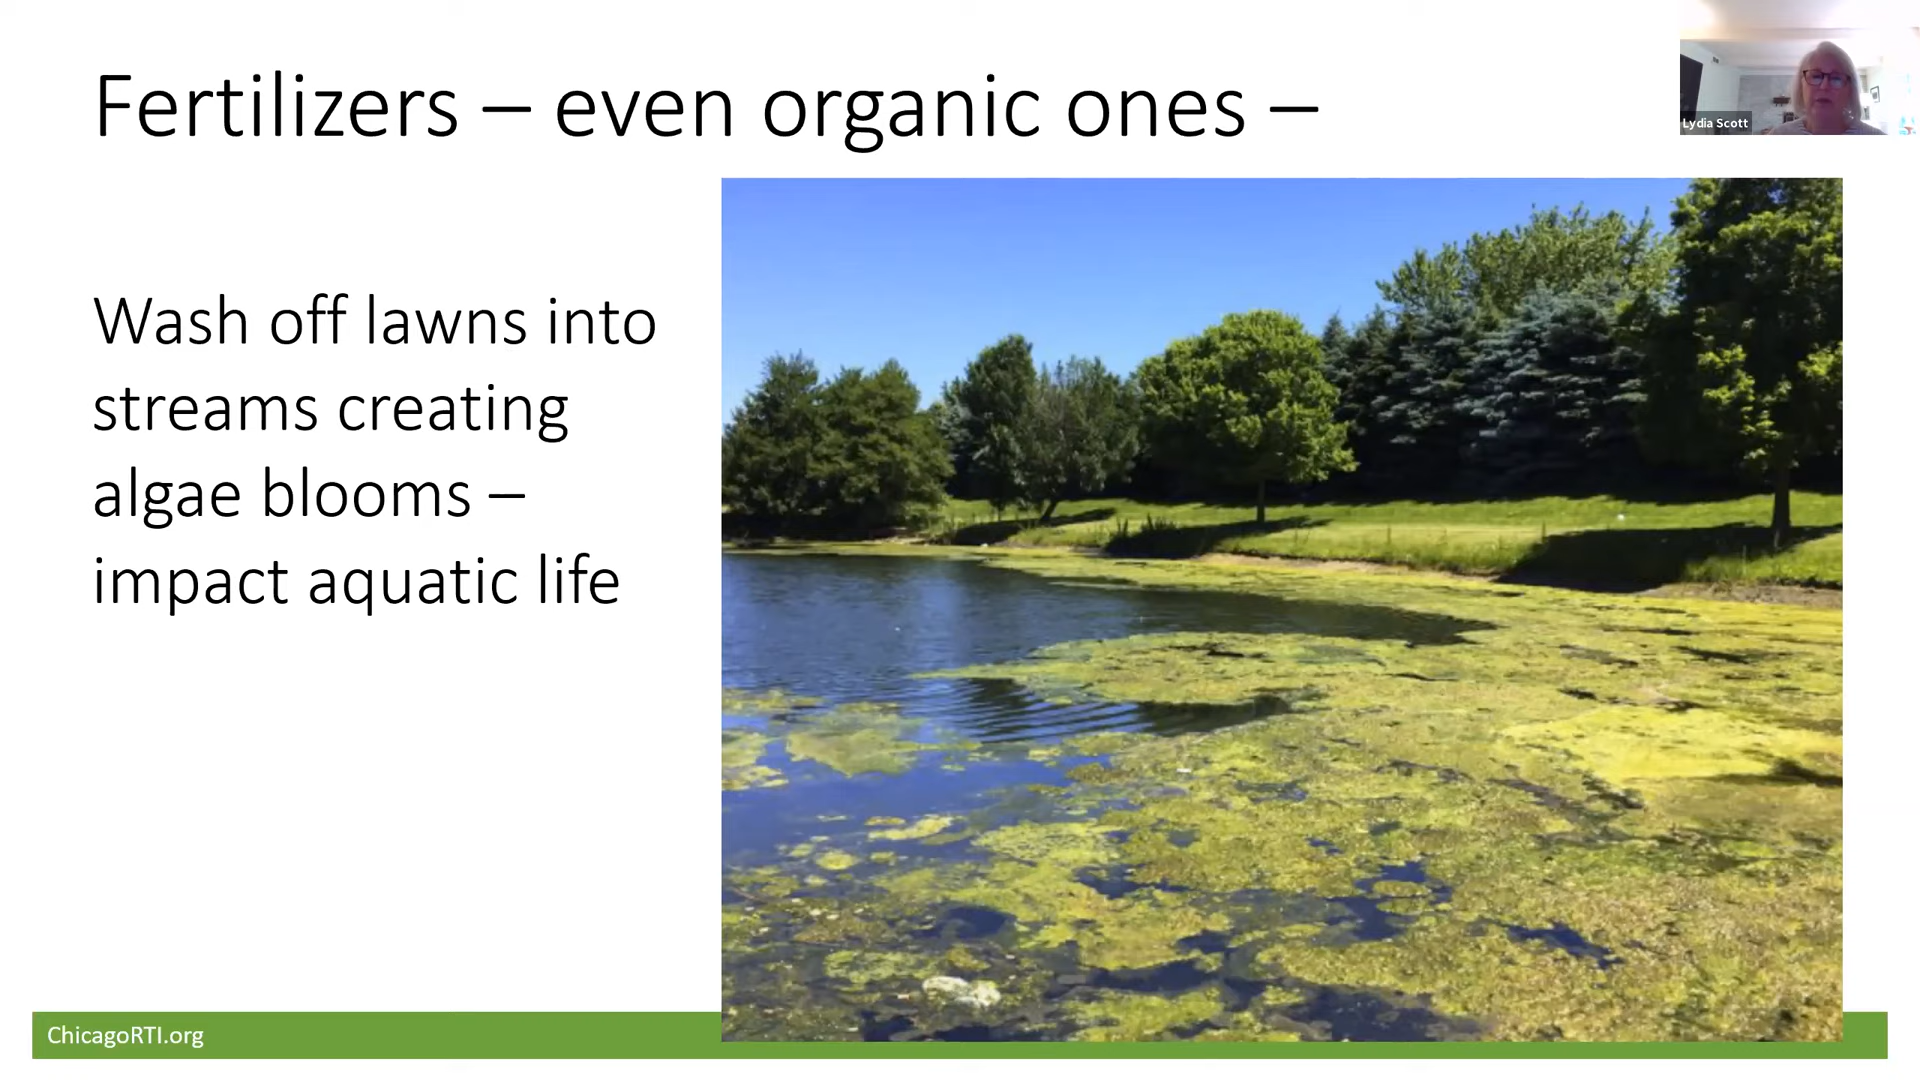 Fertilizers – even organic ones –
Lydia Scott
Wash off lawns into
streams creating
algae blooms –
impact aquatic life
ChicagoRTI.org